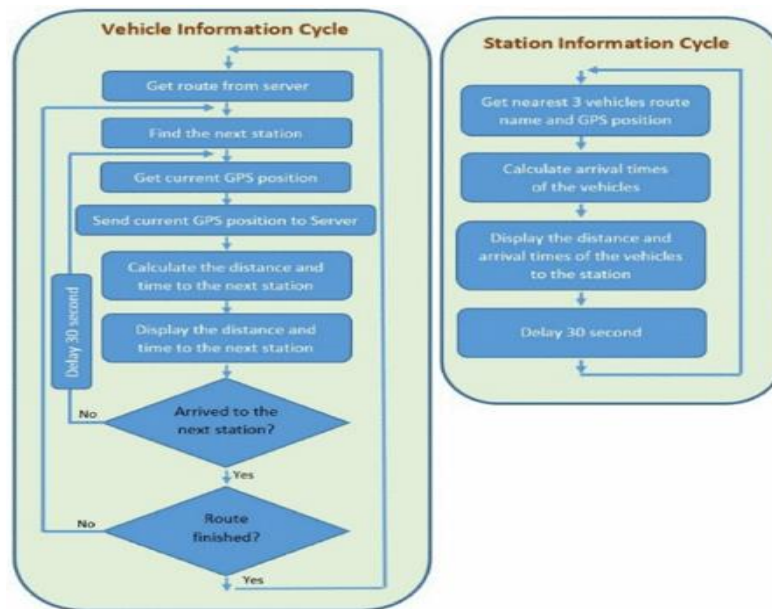 Vehicle Information Cycle
Get route from server
Find the next station
Get current GPS position
Send current GPS position to Server
Calculate the distance and
time to the next station
Display the distance and
time to the next station
Delay 30 second
Arrived to the
next station?
No
Yes
Route
finished?
No
Yes
Station Information Cycle
Get nearest 3 vehicles route
name and GPS position
Calculate arrival times
of the vehicles
Display the distance and
arrival times of the vehicles
to the station
Delay 30 second